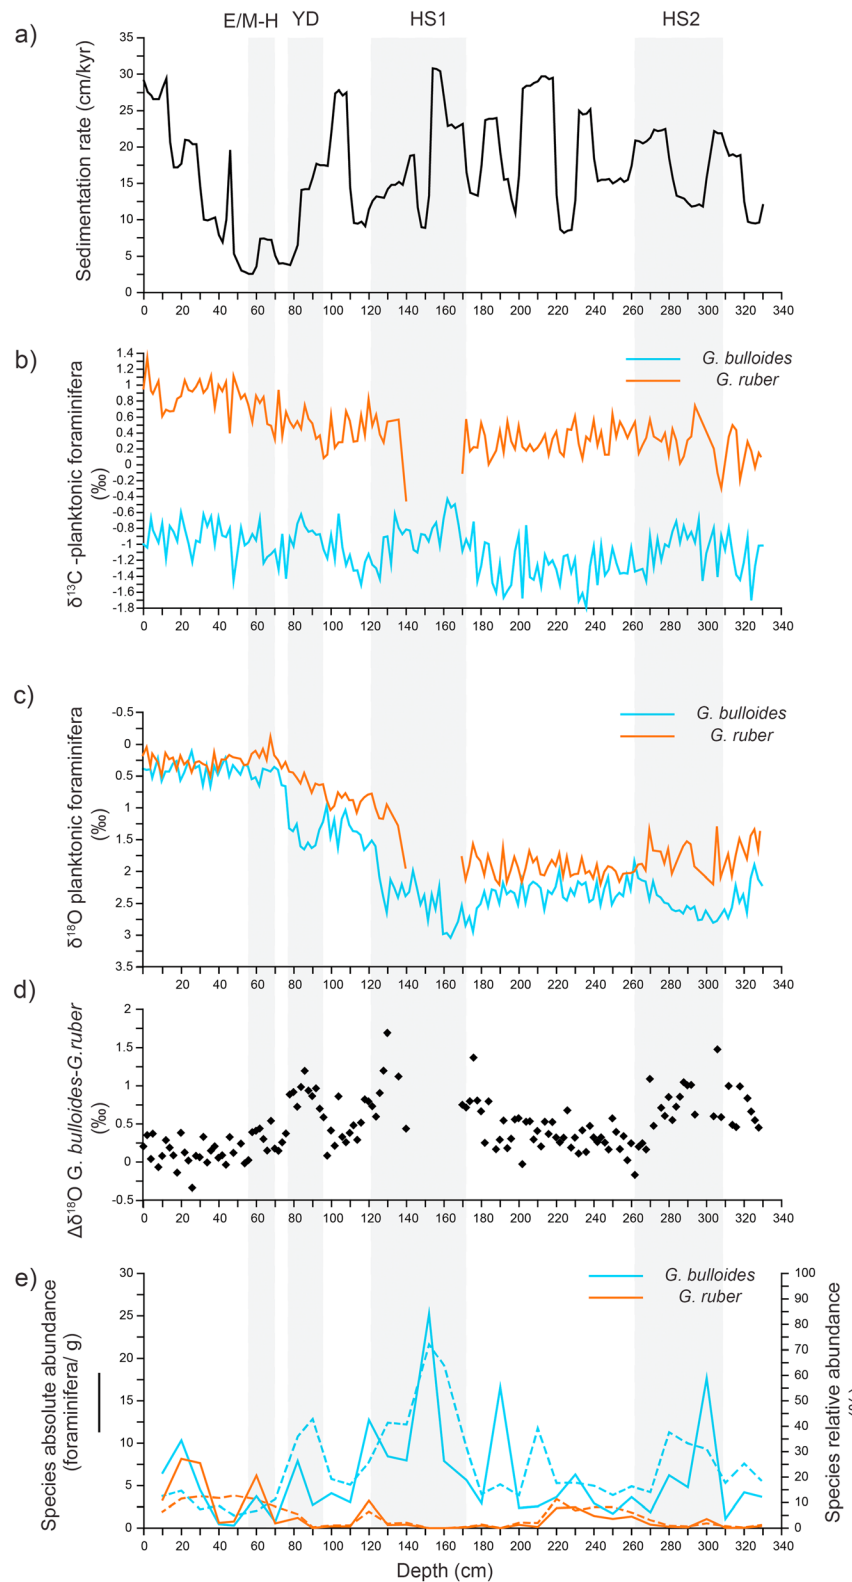 E/M-H YD HS1 HS2
a)
Sedimentation rate (cm/kyr)
35
30
25
20
15
10
5
0
0 20 40 60 80 100 120 140 160 180 200 220 240 260 280 300 320 340
b)
δ13C -planktonic foraminifera
(‰)
1.4
1.2
1
0.8
0.6
0.4
0.2
0
-0.2
-0.4
-0.6
-0.8
-1
-1.2
-1.4
-1.6
-1.8
G. bulloides
G. ruber
0 20 40 60 80 100 120 140 160 180 200 220 240 260 280 300 320 340
c)
δ18O planktonic foraminifera
(‰)
-0.5
0
0.5
1
1.5
2
2.5
3
3.5
G. bulloides
G. ruber
0 20 40 60 80 100 120 140 160 180 200 220 240 260 280 300 320 340
d)
Δδ18O G. bulloides-G.ruber
(‰)
2
1.5
1
0.5
0
-0.5
0 20 40 60 80 100 120 140 160 180 200 220 240 260 280 300 320 340
e)
Species absolute abundance
(foraminifera/ g)
30
25
20
15
10
5
0
G. bulloides
G. ruber
100
90
80
70
60
50
40
30
20
10
0
Species relative abundance
0 20 40 60 80 100 120 140 160 180 200 220 240 260 280 300 320 340
Depth (cm)